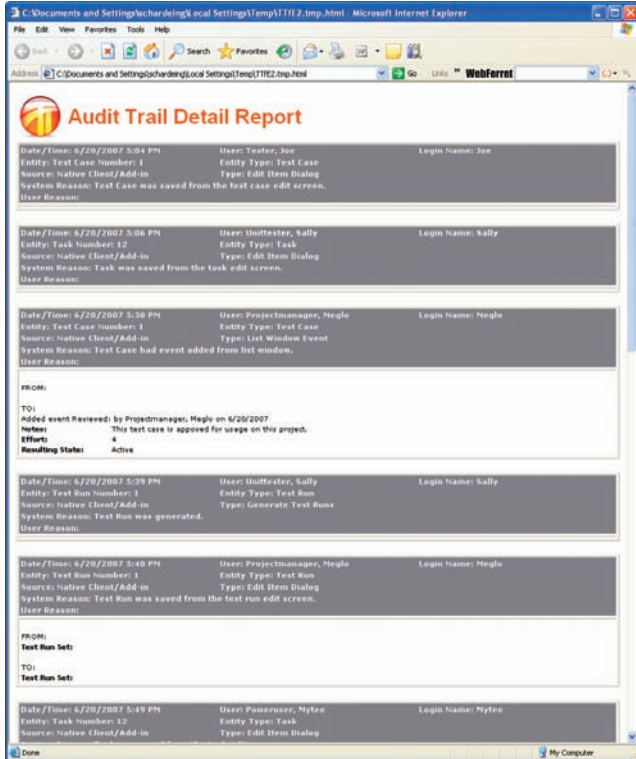 C:\Documents and Settings\schardeing\Local Settings\Temp\TTfE2.tmp.html - Microsoft Internet Explorer
File Edit View Favorites Tools Help
Back Search Favorites
Address C:\Documents and Settings\schardeing\Local Settings\Temp\TTfE2.tmp.html Go Links » WebFerret
Audit Trail Detail Report
Date/Time: 6/20/2007 5:04 PM User: Tester, Joe Login Name: Joe
Entity: Test Case Number: 1 Entity Type: Test Case
Source: Native Client/Add-in Type: Edit Item Dialog
System Reason: Test Case was saved from the test case edit screen.
User Reason:
Date/Time: 6/20/2007 5:06 PM User: Unittester, Sally Login Name: Sally
Entity: Task Number: 12 Entity Type: Task
Source: Native Client/Add-in Type: Edit Item Dialog
System Reason: Task was saved from the task edit screen.
User Reason:
Date/Time: 6/20/2007 5:38 PM User: Projectmanager, Meglo Login Name: Meglo
Entity: Test Case Number: 1 Entity Type: Test Case
Source: Native Client/Add-in Type: List Window Event
System Reason: Test Case had event added from list window.
User Reason:
FROM:
TO:
Added event Reviewed: by Projectmanager, Meglo on 6/20/2007
Notes: This test case is appoved for usage on this project.
Effort: 4
Resulting State: Active
Date/Time: 6/20/2007 5:39 PM User: Unittester, Sally Login Name: Sally
Entity: Test Run Number: 1 Entity Type: Test Run
Source: Native Client/Add-in Type: Generate Test Runs
System Reason: Test Run was generated.
User Reason:
Date/Time: 6/20/2007 5:40 PM User: Projectmanager, Meglo Login Name: Meglo
Entity: Test Run Number: 1 Entity Type: Test Run
Source: Native Client/Add-in Type: Edit Item Dialog
System Reason: Test Run was saved from the test run edit screen.
User Reason:
FROM:
Test Run Set:
TO:
Test Run Set:
Date/Time: 6/20/2007 5:49 PM User: Poweruser, Mytee Login Name: Mytee
Entity: Task Number: 12 Entity Type: Task
Source: Native Client/Add-in Type: Edit Item Dialog
Done My Computer